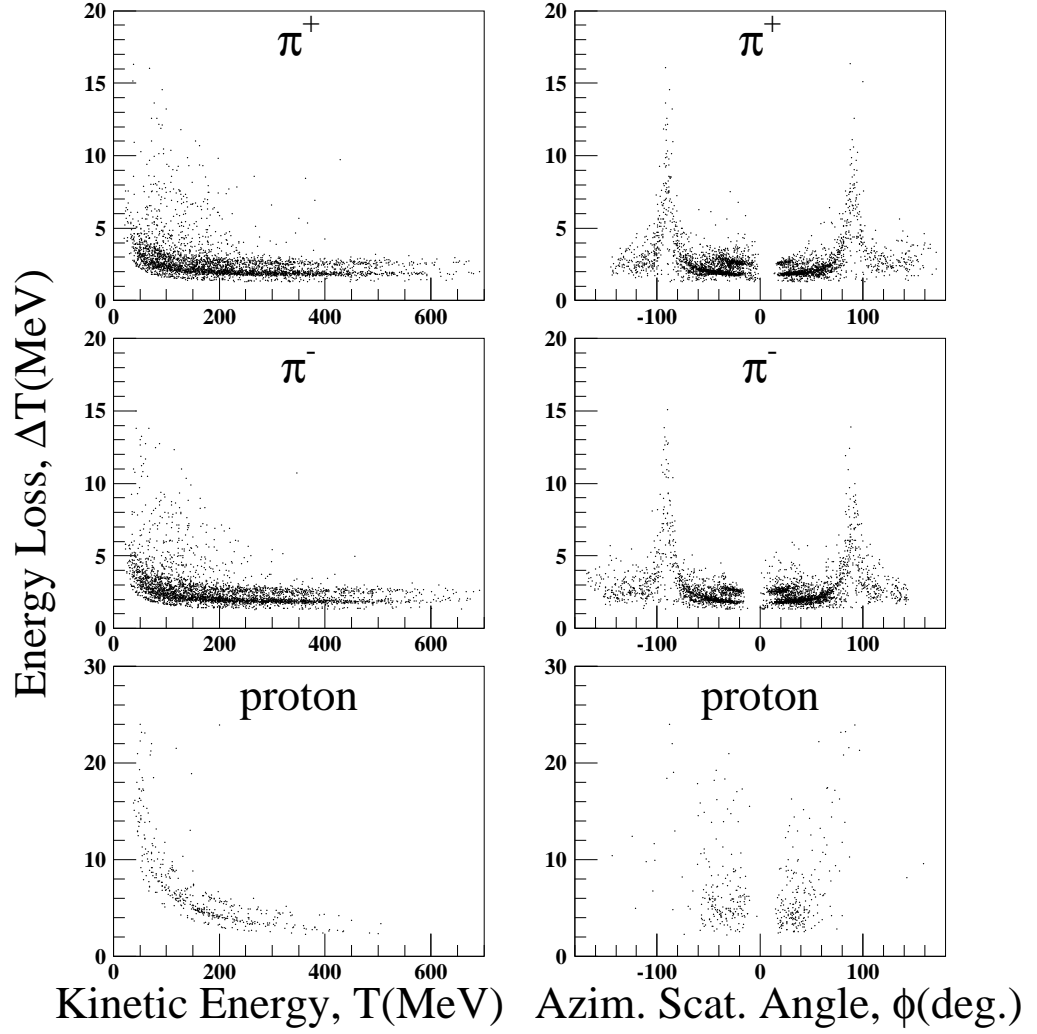 π+
π+
20
15
10
5
0
0 200 400 600
20
15
10
5
0
-100 0 100
π-
π-
20
15
10
5
0
0 200 400 600
20
15
10
5
0
-100 0 100
proton
proton
30
20
10
0
0 200 400 600
30
20
10
0
-100 0 100
Energy Loss, ΔT(MeV)
Kinetic Energy, T(MeV)
Azim. Scat. Angle, ϕ(deg.)